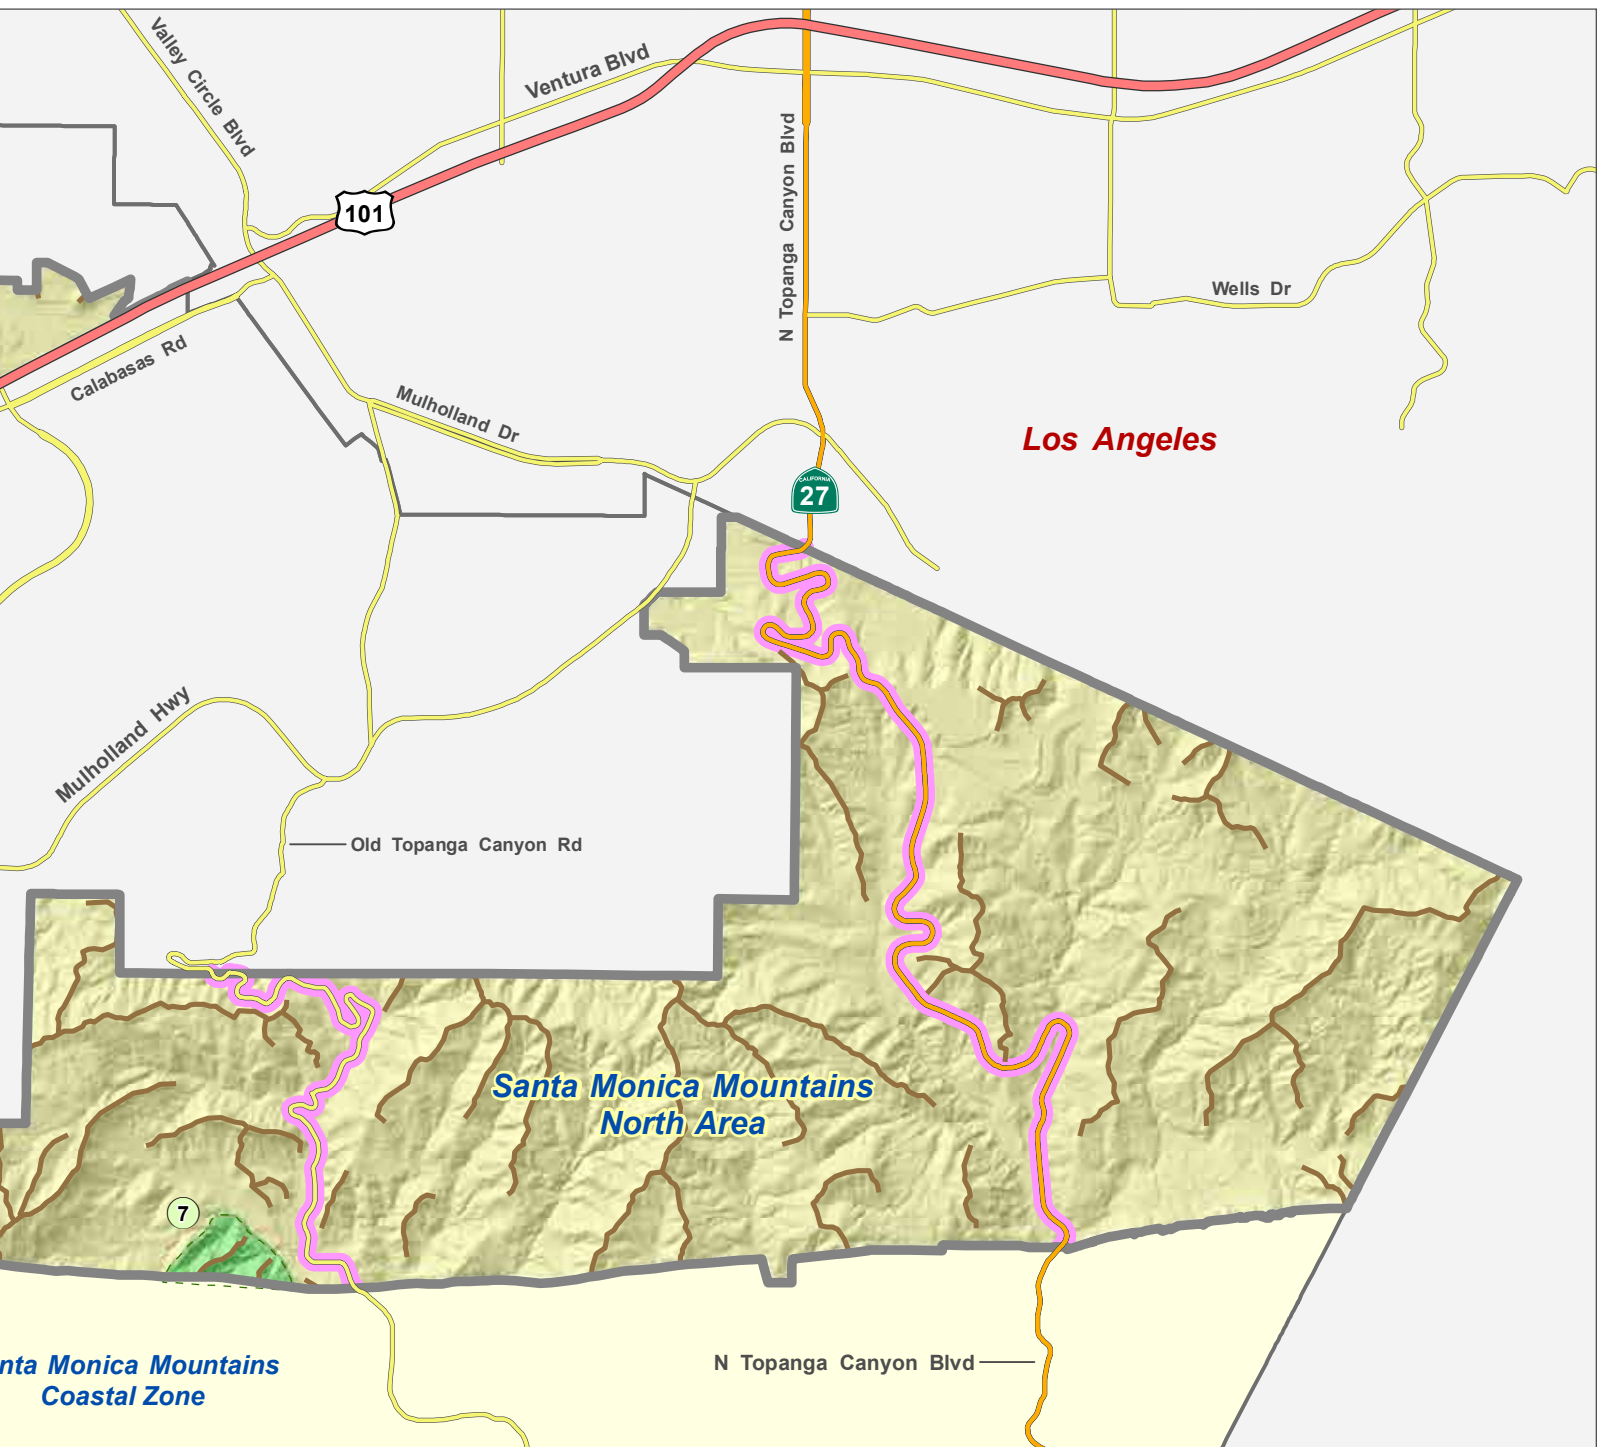 Valley Circle Blvd
Ventura Blvd
N Topanga Canyon Blvd
101
Wells Dr
Calabasas Rd
Mulholland Dr
Los Angeles
CALIFORNIA
27
Mulholland Hwy
Old Topanga Canyon Rd
Santa Monica Mountains
North Area
7
N Topanga Canyon Blvd
nta Monica Mountains
Coastal Zone